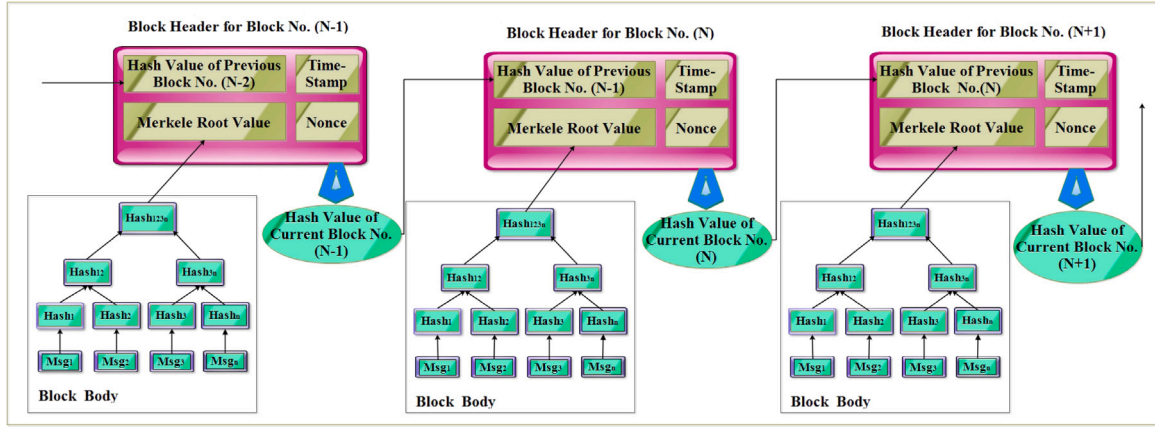 Block Header for Block No. (N-1)
Hash Value of Previous
Block No. (N-2)
Time-
Stamp
Merkele Root Value
Nonce
Hash Value of
Current Block No.
(N-1)
Hash123n
Hash12
Hash3n
Hash1
Hash2
Hash3
Hashn
Msg1
Msg2
Msg3
Msgn
Block Body
Block Header for Block No. (N)
Hash Value of Previous
Block No. (N-1)
Time-
Stamp
Merkele Root Value
Nonce
Hash Value of
Current Block No.
(N)
Hash123n
Hash12
Hash3n
Hash1
Hash2
Hash3
Hashn
Msg1
Msg2
Msg3
Msgn
Block Body
Block Header for Block No. (N+1)
Hash Value of Previous
Block No.(N)
Time-
Stamp
Merkele Root Value
Nonce
Hash Value of
Current Block No.
(N+1)
Hash123n
Hash12
Hash3n
Hash1
Hash2
Hash3
Hashn
Msg1
Msg2
Msg3
Msgn
Block Body